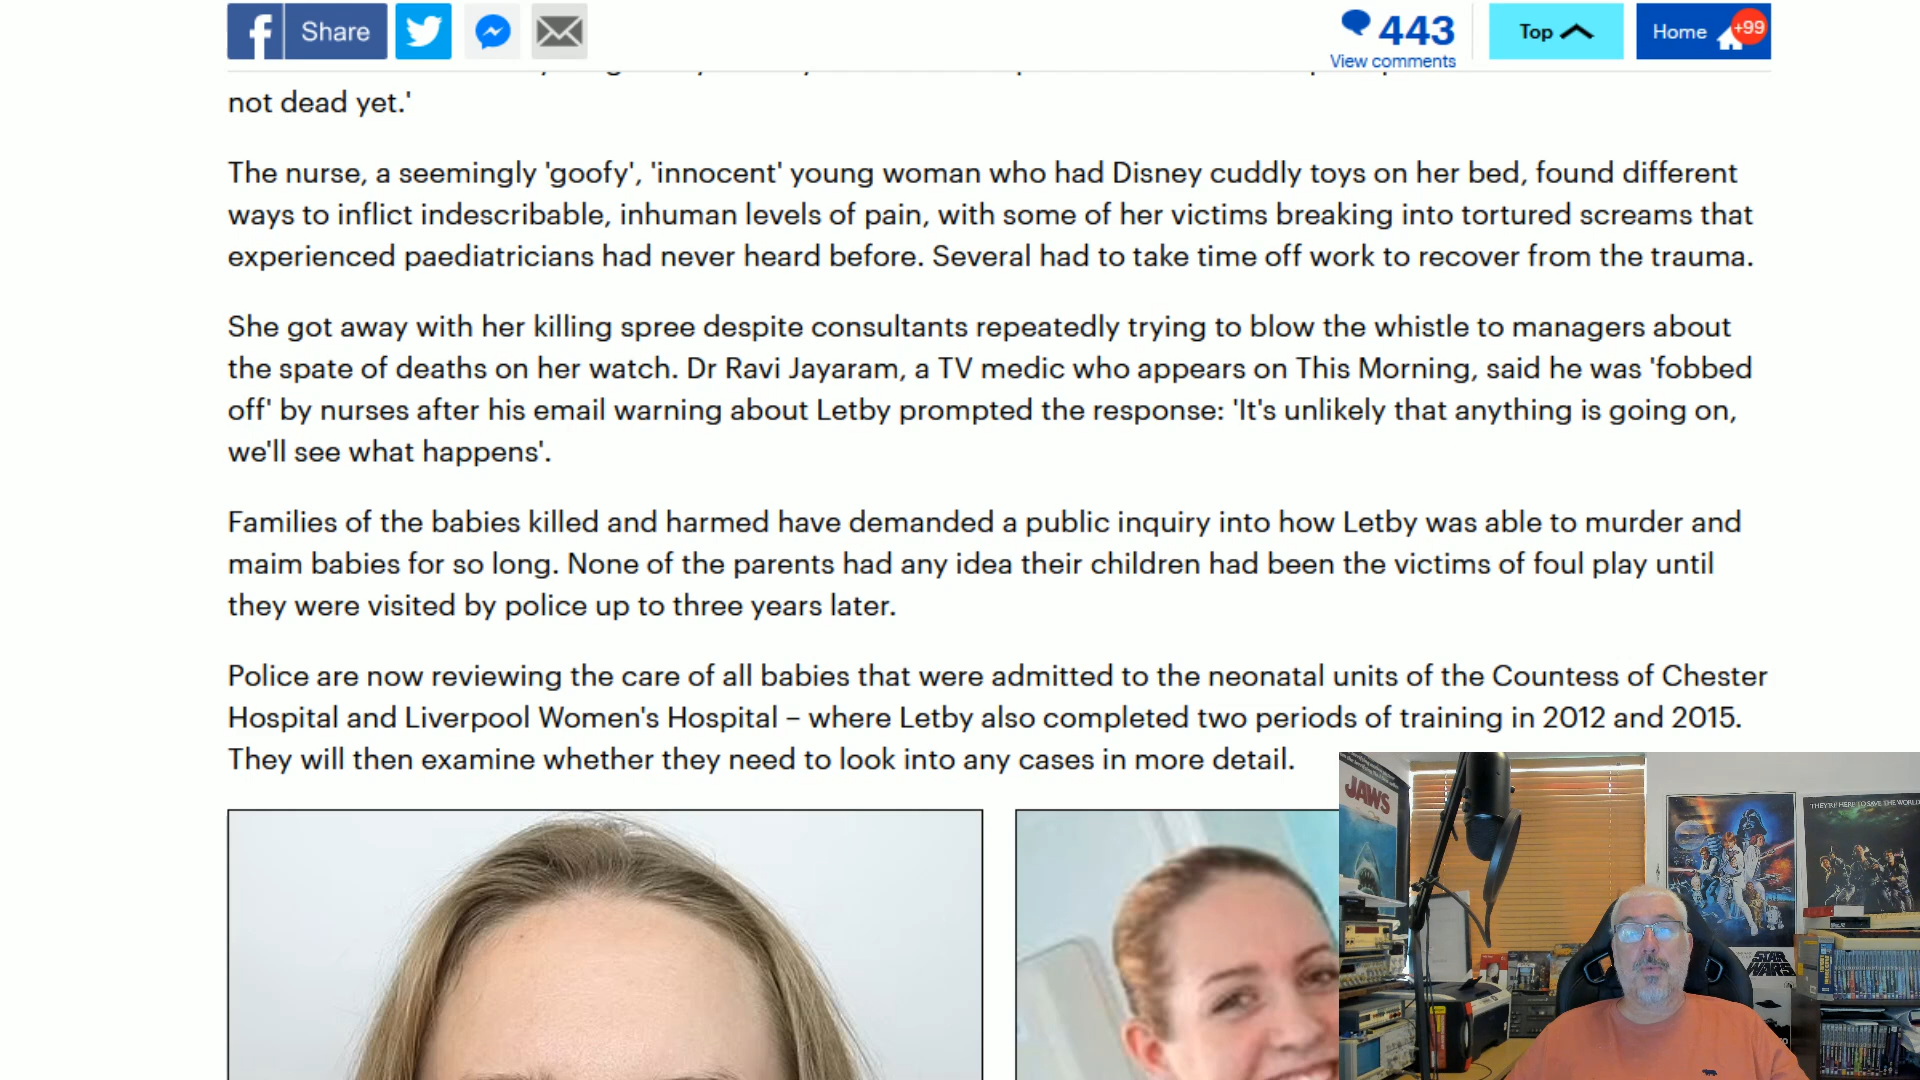 Share
443
View comments
Top
Home
+99
not dead yet.'
The nurse, a seemingly 'goofy', 'innocent' young woman who had Disney cuddly toys on her bed, found different
ways to inflict indescribable, inhuman levels of pain, with some of her victims breaking into tortured screams that
experienced paediatricians had never heard before. Several had to take time off work to recover from the trauma.
She got away with her killing spree despite consultants repeatedly trying to blow the whistle to managers about
the spate of deaths on her watch. Dr Ravi Jayaram, a TV medic who appears on This Morning, said he was 'fobbed
off' by nurses after his email warning about Letby prompted the response: 'It's unlikely that anything is going on,
we'll see what happens'.
Families of the babies killed and harmed have demanded a public inquiry into how Letby was able to murder and
maim babies for so long. None of the parents had any idea their children had been the victims of foul play until
they were visited by police up to three years later.
Police are now reviewing the care of all babies that were admitted to the neonatal units of the Countess of Chester
Hospital and Liverpool Women's Hospital – where Letby also completed two periods of training in 2012 and 2015.
They will then examine whether they need to look into any cases in more detail.
JAWS
THEY'RE HERE TO SAVE THE WORLD
STAR
WARS